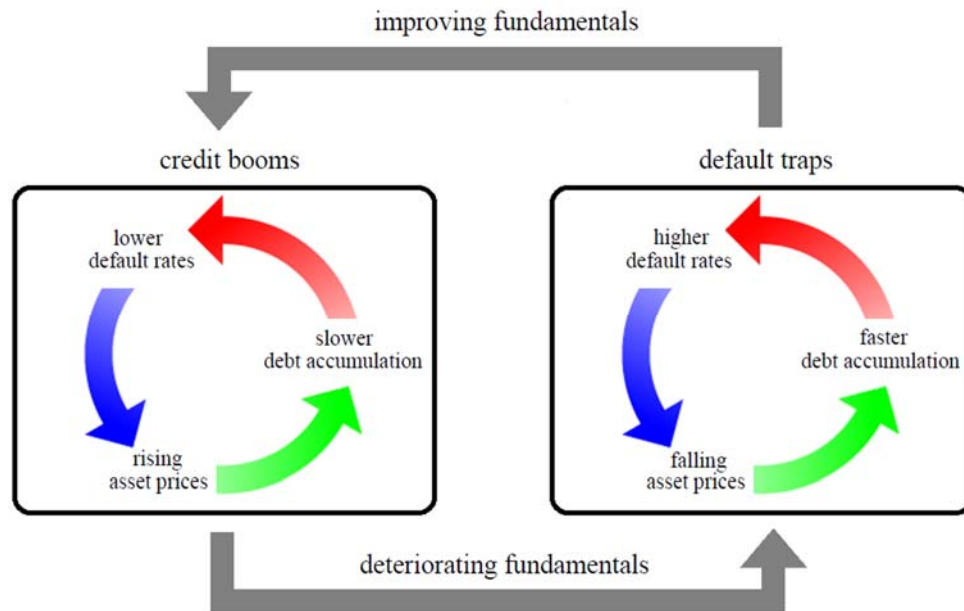 improving fundamentals
credit booms
default traps
lower
default rates
slower
debt accumulation
rising
asset prices
higher
default rates
faster
debt accumulation
falling
asset prices
deteriorating fundamentals